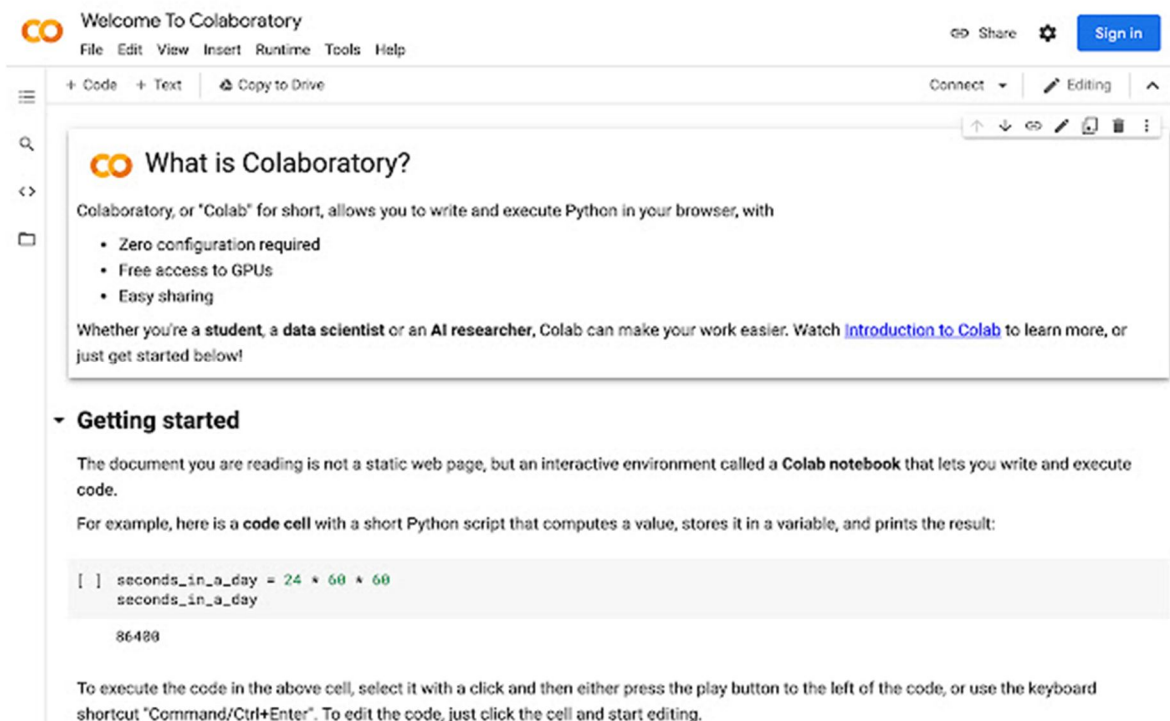 Welcome To Colaboratory
File Edit View Insert Runtime Tools Help
Share
Sign in
+ Code + Text Copy to Drive
Connect
Editing
CO What is Colaboratory?
Colaboratory, or "Colab" for short, allows you to write and execute Python in your browser, with
• Zero configuration required
• Free access to GPUs
• Easy sharing
Whether you're a student, a data scientist or an AI researcher, Colab can make your work easier. Watch Introduction to Colab to learn more, or
just get started below!
Getting started
The document you are reading is not a static web page, but an interactive environment called a Colab notebook that lets you write and execute
code.
For example, here is a code cell with a short Python script that computes a value, stores it in a variable, and prints the result:
[ ] seconds_in_a_day = 24 * 60 * 60
seconds_in_a_day
86400
To execute the code in the above cell, select it with a click and then either press the play button to the left of the code, or use the keyboard
shortcut "Command/Ctrl+Enter". To edit the code, just click the cell and start editing.